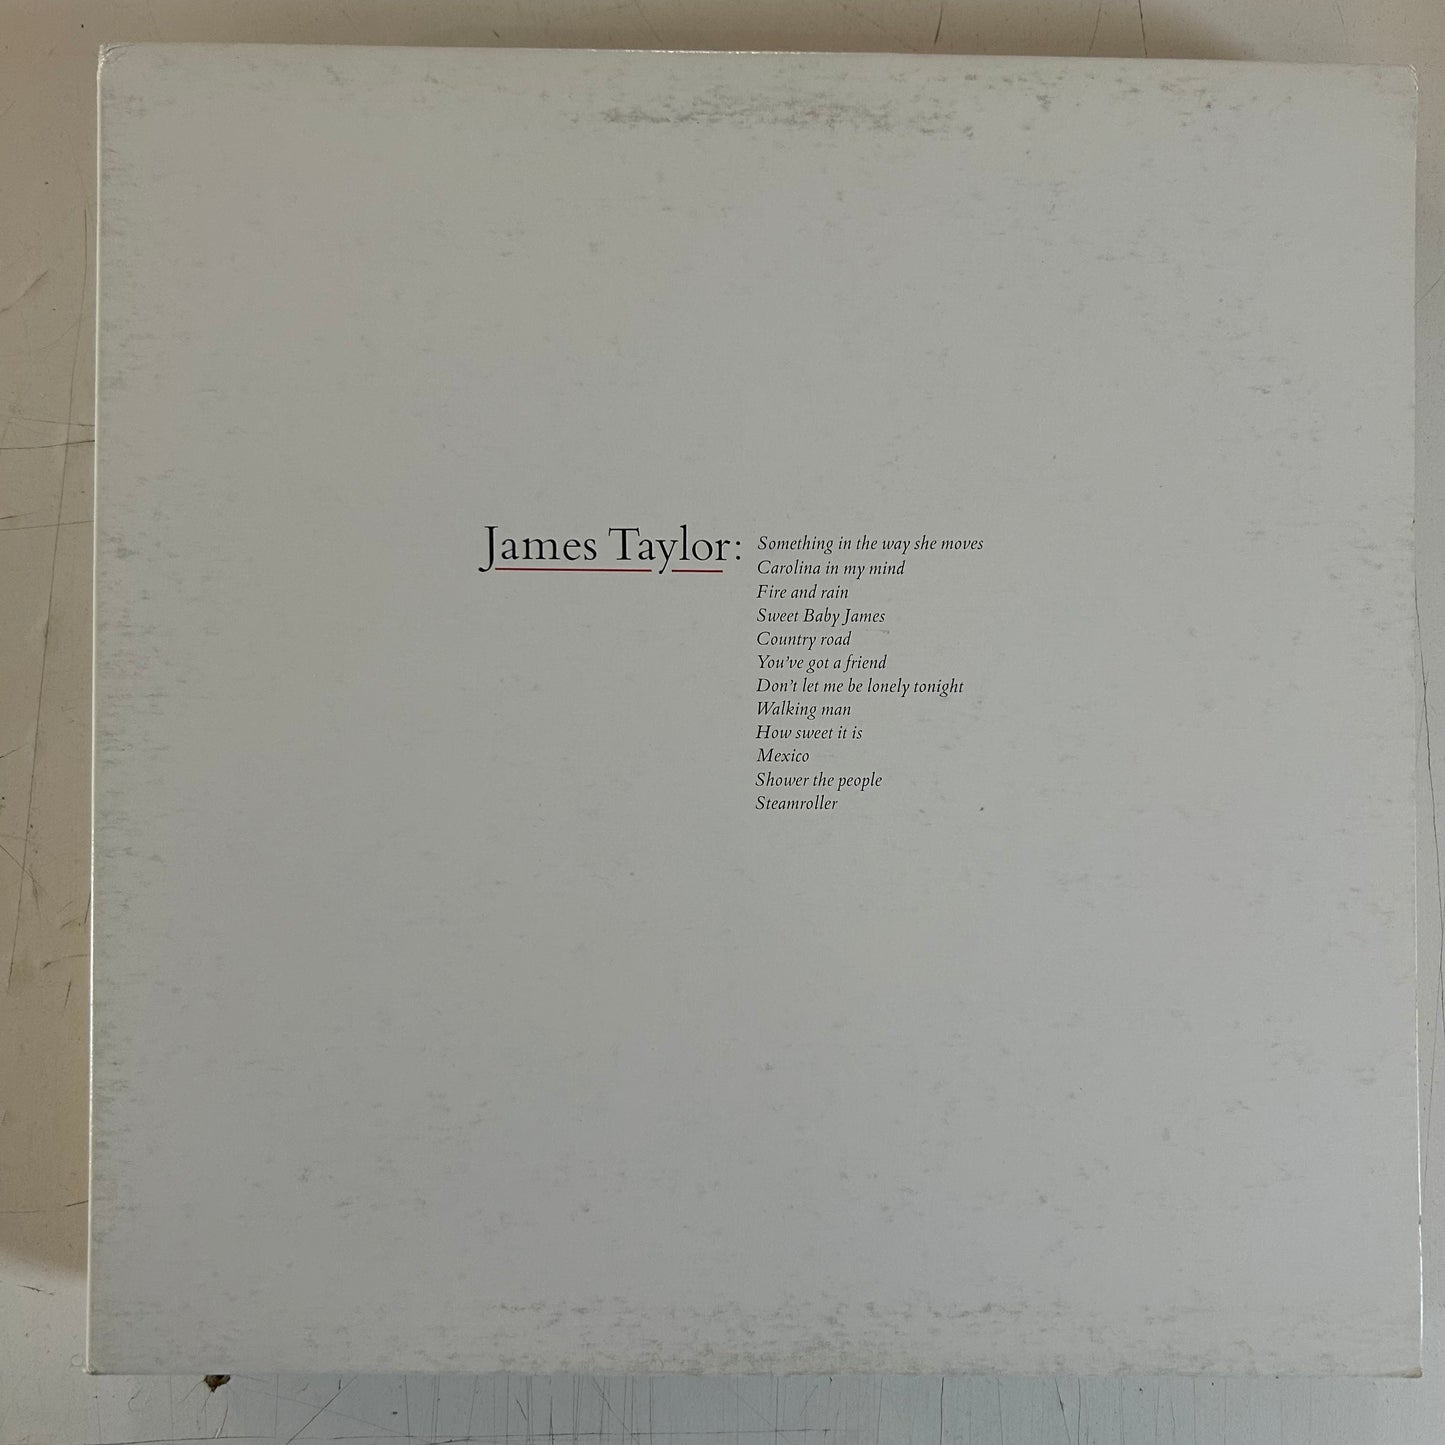 James Taylor:
Something in the way she moves
Carolina in my mind
Fire and rain
Sweet Baby James
Country road
You've got a friend
Don't let me be lonely tonight
Walking man
How sweet it is
Mexico
Shower the people
Steamroller